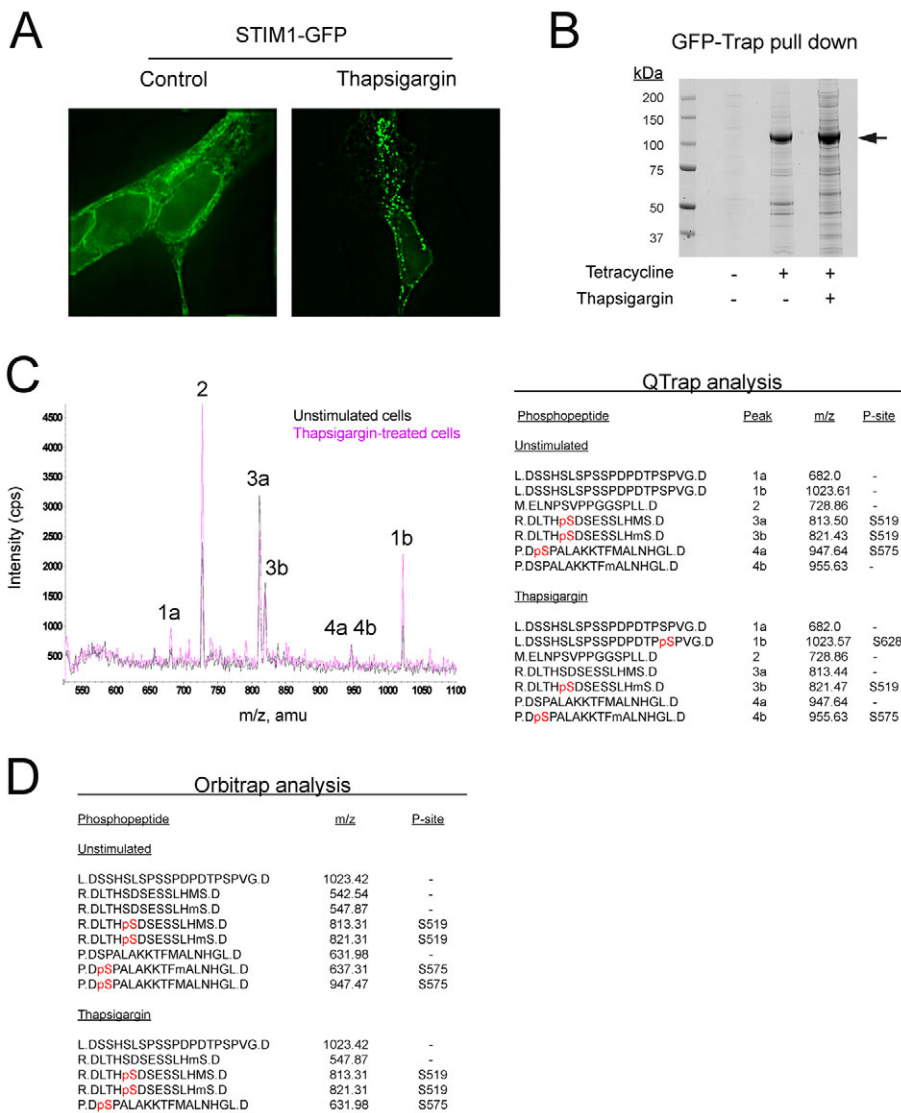 A
STIM1-GFP
Control Thapsigargin
B
GFP-Trap pull down
kDa
200
150
100
75
50
37
Tetracycline - + +
Thapsigargin - - +
C
Intensity (cps)
4500
4000
3500
3000
2500
2000
1500
1000
500
2
Unstimulated cells
Thapsigargin-treated cells
3a
3b
1b
1a
4a 4b
550 600 650 700 750 800 850 900 950 1000 1050 1100
m/z, amu
QTrap analysis
Phosphopeptide Peak m/z P-site
Unstimulated
L.DSSHSLSPSSPDPDTPSPVG.D 1a 682.0 -
L.DSSHSLSPSSPDPDTPSPVG.D 1b 1023.61 -
M.ELNPSVPPGGSPLL.D 2 728.86 -
R.DLTHpSDSESSLHMS.D 3a 813.50 S519
R.DLTHpSDSESSLHmS.D 3b 821.43 S519
P.DpSPALAKKTFMALNHGL.D 4a 947.64 S575
P.DSPALAKKTFmALNHGL.D 4b 955.63 -
Thapsigargin
L.DSSHSLSPSSPDPDTPSPVG.D 1a 682.0 -
L.DSSHSLSPSSPDPDTPpSPVG.D 1b 1023.57 S628
M.ELNPSVPPGGSPLL.D 2 728.86 -
R.DLTHSDSESSLHMS.D 3a 813.44 -
R.DLTHpSDSESSLHmS.D 3b 821.47 S519
P.DSPALAKKTFMALNHGL.D 4a 947.64 -
P.DpSPALAKKTFmALNHGL.D 4b 955.63 S575
D
Orbitrap analysis
Phosphopeptide m/z P-site
Unstimulated
L.DSSHSLSPSSPDPDTPSPVG.D 1023.42 -
R.DLTHSDSESSLHMS.D 542.54 -
R.DLTHSDSESSLHmS.D 547.87 -
R.DLTHpSDSESSLHMS.D 813.31 S519
R.DLTHpSDSESSLHmS.D 821.31 S519
P.DSPALAKKTFMALNHGL.D 631.98 -
P.DpSPALAKKTFmALNHGL.D 637.31 S575
P.DpSPALAKKTFMALNHGL.D 947.47 S575
Thapsigargin
L.DSSHSLSPSSPDPDTPSPVG.D 1023.42 -
R.DLTHSDSESSLHmS.D 547.87 -
R.DLTHpSDSESSLHMS.D 813.31 S519
R.DLTHpSDSESSLHmS.D 821.31 S519
P.DpSPALAKKTFMALNHGL.D 631.98 S575